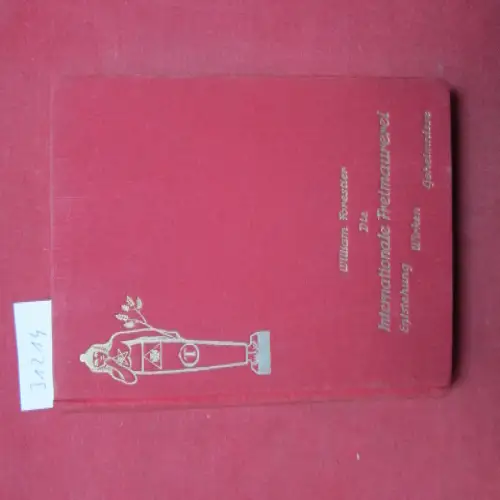 William Forestier
Die
Internationale Freimaurerei
Entstehung Wirken Geheimnisse
31214